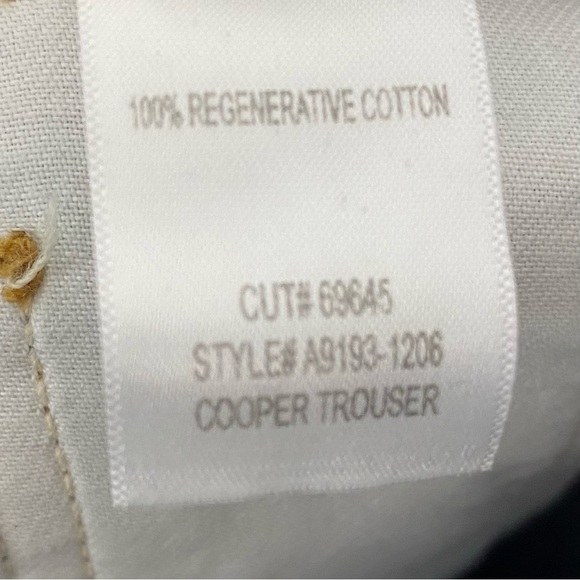 100% REGENERATIVE COTTON
CUT# 69645
STYLE# A9193-1206
COOPER TROUSER